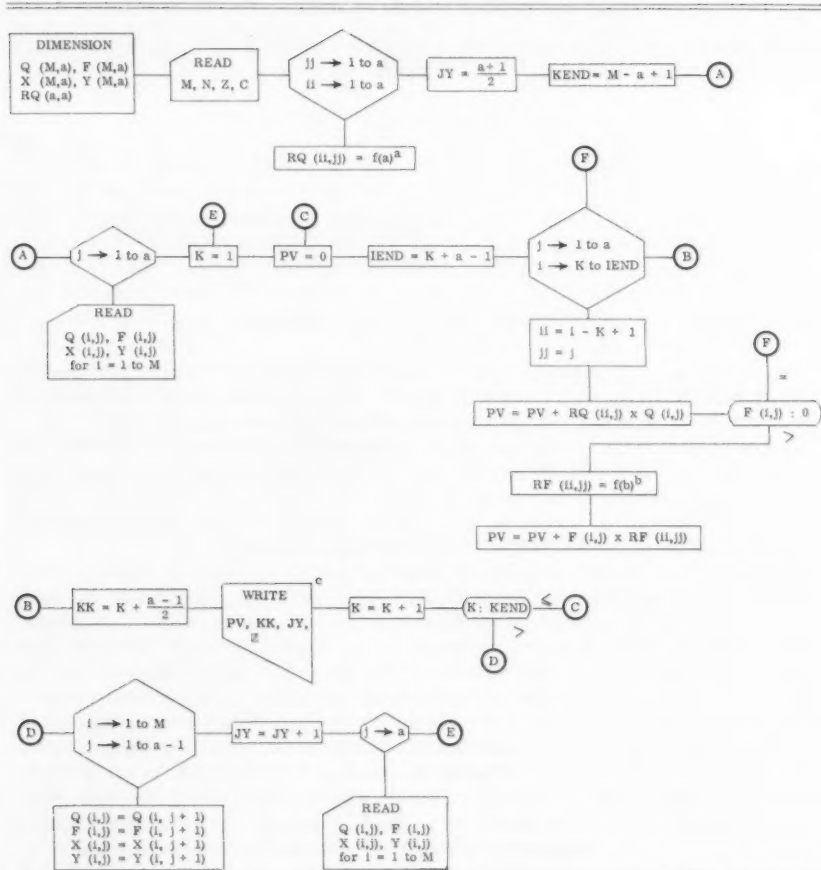 DIMENSION
Q (M,a), F (M,a)
X (M,a), Y (M,a)
RQ (a,a)
READ
M, N, Z, C
jj → 1 to a
ii → 1 to a
RQ (ii,jj) = f(a)ᵃ
JY = a+1/2
KEND = M - a + 1
A
A
j → 1 to a
READ
Q (i,j), F (i,j)
X (i,j), Y (i,j)
for i = 1 to M
E
K = 1
C
PV = 0
IEND = K + a - 1
F
j → 1 to a
i → K to IEND
B
ii = i - K + 1
jj = j
PV = PV + RQ (ii,jj) x Q (i,j)
F
=
F (i,j) : 0
>
RF (ii,jj) = f(b)ᵇ
PV = PV + F (i,j) x RF (ii,jj)
B
KK = K + a - 1/2
WRITE
PV, KK, JY,
Z
c
K = K + 1
K : KEND
≤
C
>
D
D
i → 1 to M
j → 1 to a - 1
Q (i,j) = Q (i, j + 1)
F (i,j) = F (i, j + 1)
X (i,j) = X (i, j + 1)
Y (i,j) = Y (i, j + 1)
JY = JY + 1
j → a
E
READ
Q (i,j), F (i,j)
X (i,j), Y (i,j)
for i = 1 to M